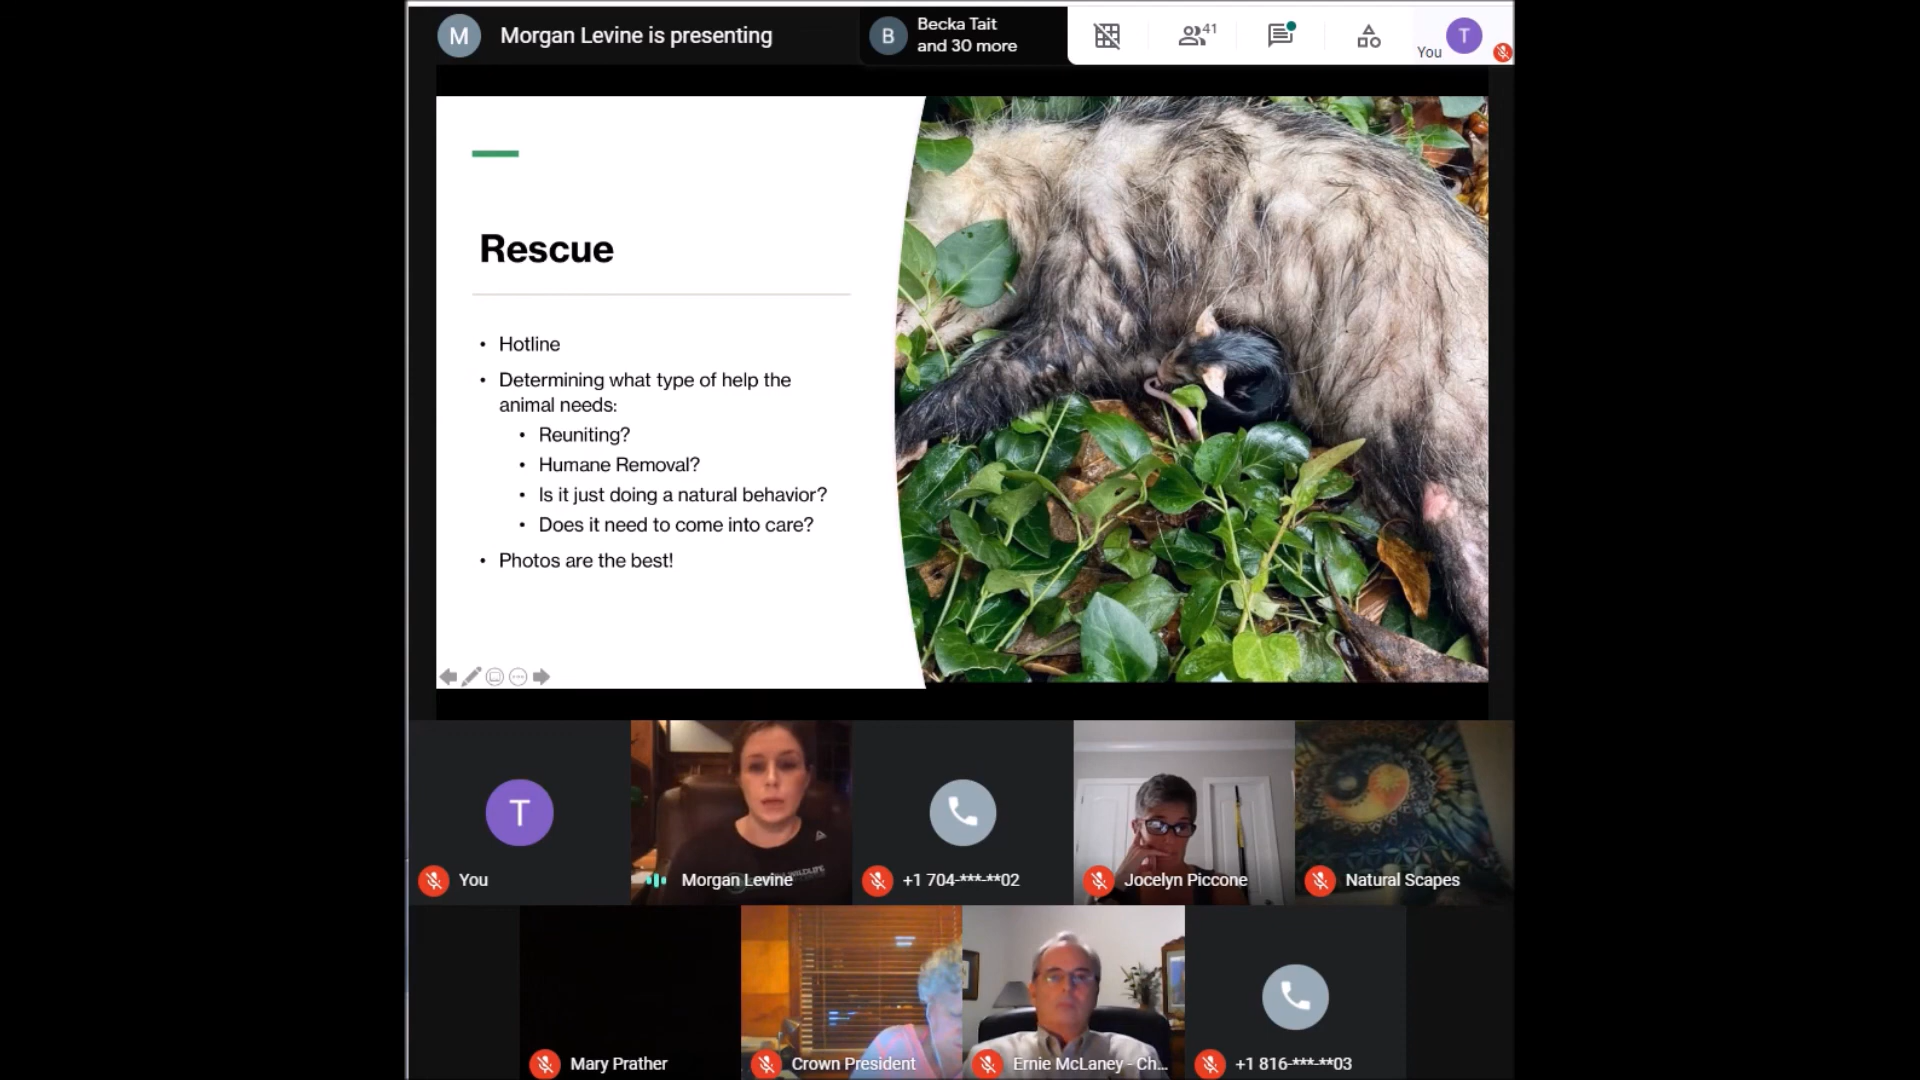 M
Morgan Levine is presenting
B
Becka Tait
and 30 more
41
You
T
Rescue
• Hotline
• Determining what type of help the
animal needs:
• Reuniting?
• Humane Removal?
• Is it just doing a natural behavior?
• Does it need to come into care?
• Photos are the best!
T
You
Morgan Levine
WILDLIFE
+1 704-***-**02
Jocelyn Piccone
Natural Scapes
Mary Prather
Crown President
Ernie McLaney - Ch...
+1 816-***-**03